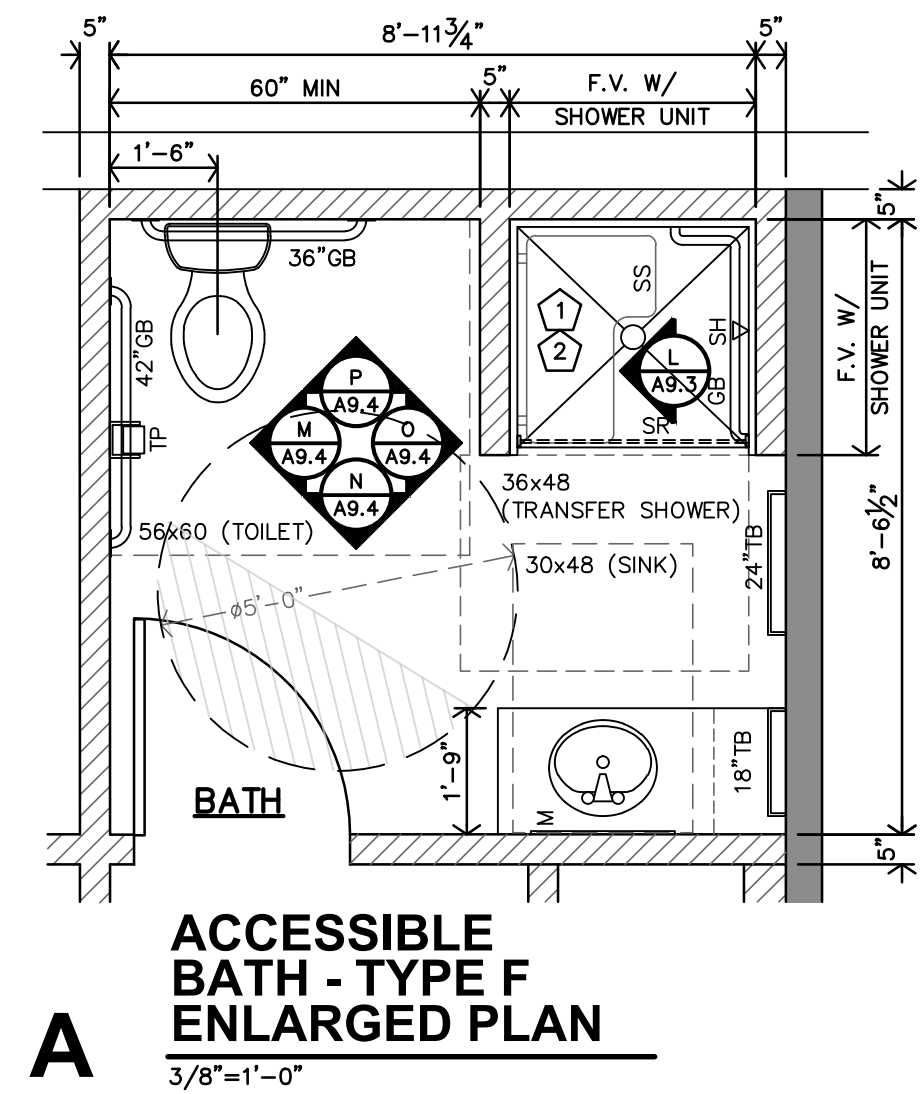 5"
8'-11 3/4"
5"
60" MIN
5"
F.V. W/
SHOWER UNIT
1'-6"
5"
36"GB
42"GB
TP
SS
1
2
SH
GB
L
A9.3
SR
F.V. W/
SHOWER UNIT
P
A9.4
M
A9.4
O
A9.4
N
A9.4
36x48
(TRANSFER SHOWER)
56x60 (TOILET)
30x48 (SINK)
24"TB
8'-6 1/2"
ø5'-0"
1'-9"
18"TB
M
BATH
5"
ACCESSIBLE
BATH - TYPE F
ENLARGED PLAN
A
3/8"=1'-0"